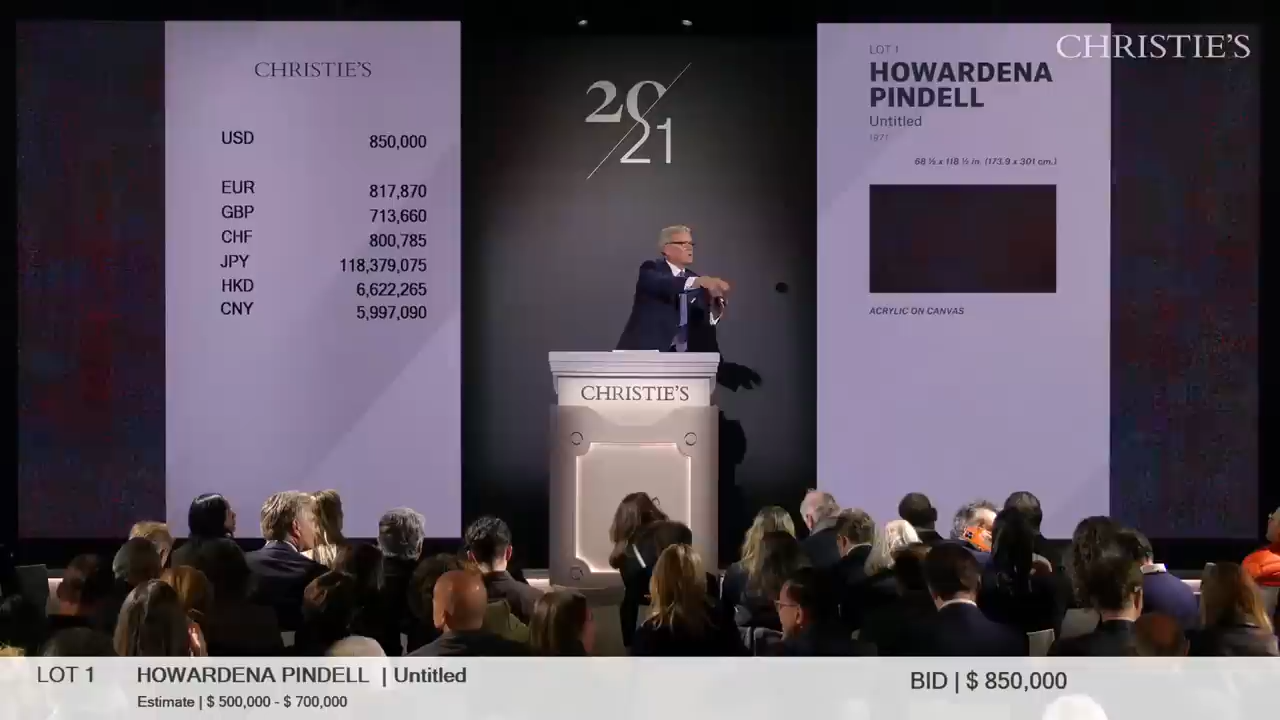 CHRISTIE'S
USD 850,000
EUR 817,870
GBP 713,660
CHF 800,785
JPY 118,379,075
HKD 6,622,265
CNY 5,997,090
20
21
CHRISTIE'S
LOT 1
HOWARDENA
PINDELL
Untitled
1971
68 ½ x 118 ½ in. (173.9 x 301 cm.)
ACRYLIC ON CANVAS
CHRISTIE'S
LOT 1 HOWARDENA PINDELL | Untitled
Estimate | $ 500,000 - $ 700,000
BID | $ 850,000